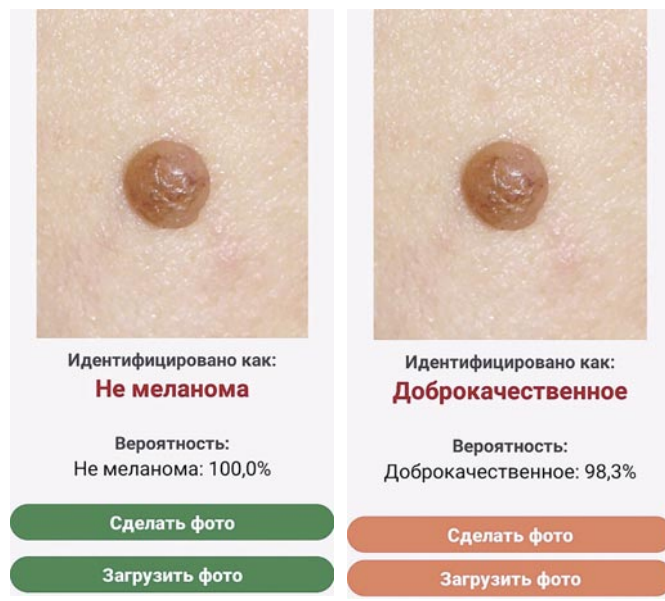 Идентифицировано как:
Не меланома
Вероятность:
Не меланома: 100,0%
Сделать фото
Загрузить фото
Идентифицировано как:
Доброкачественное
Вероятность:
Доброкачественное: 98,3%
Сделать фото
Загрузить фото